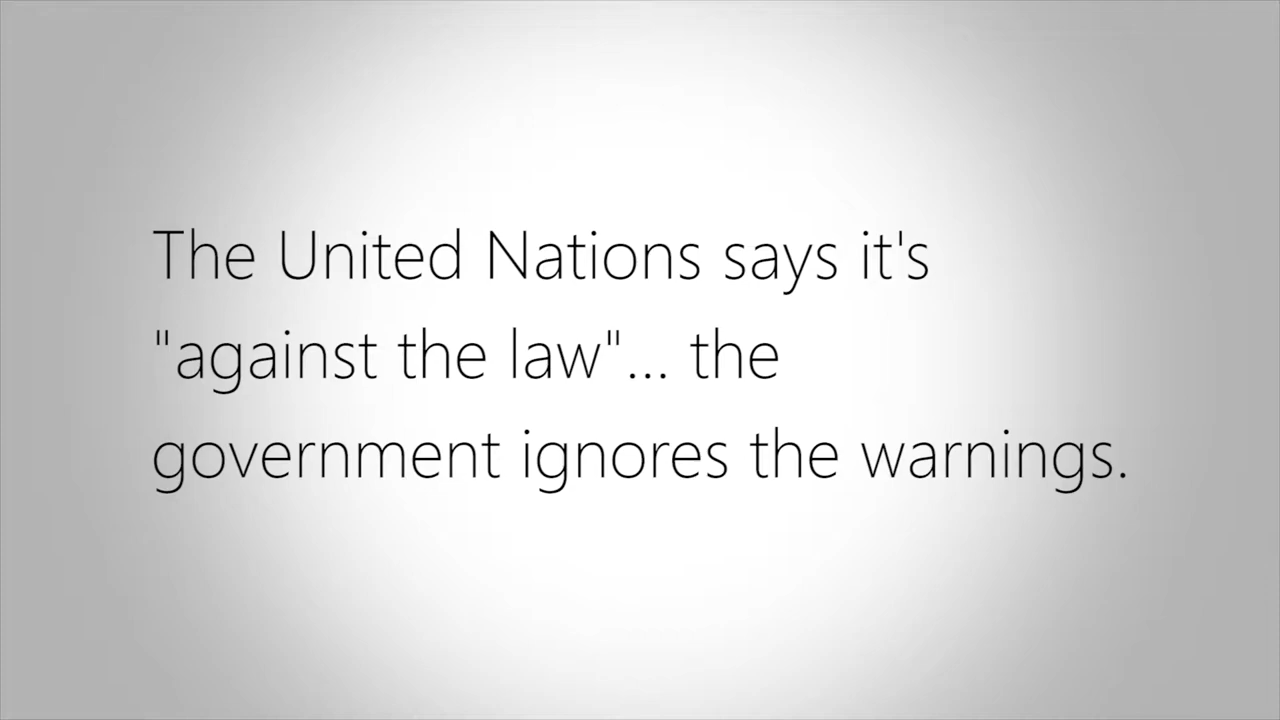 The United Nations says it's
"against the law"... the
government ignores the warnings.